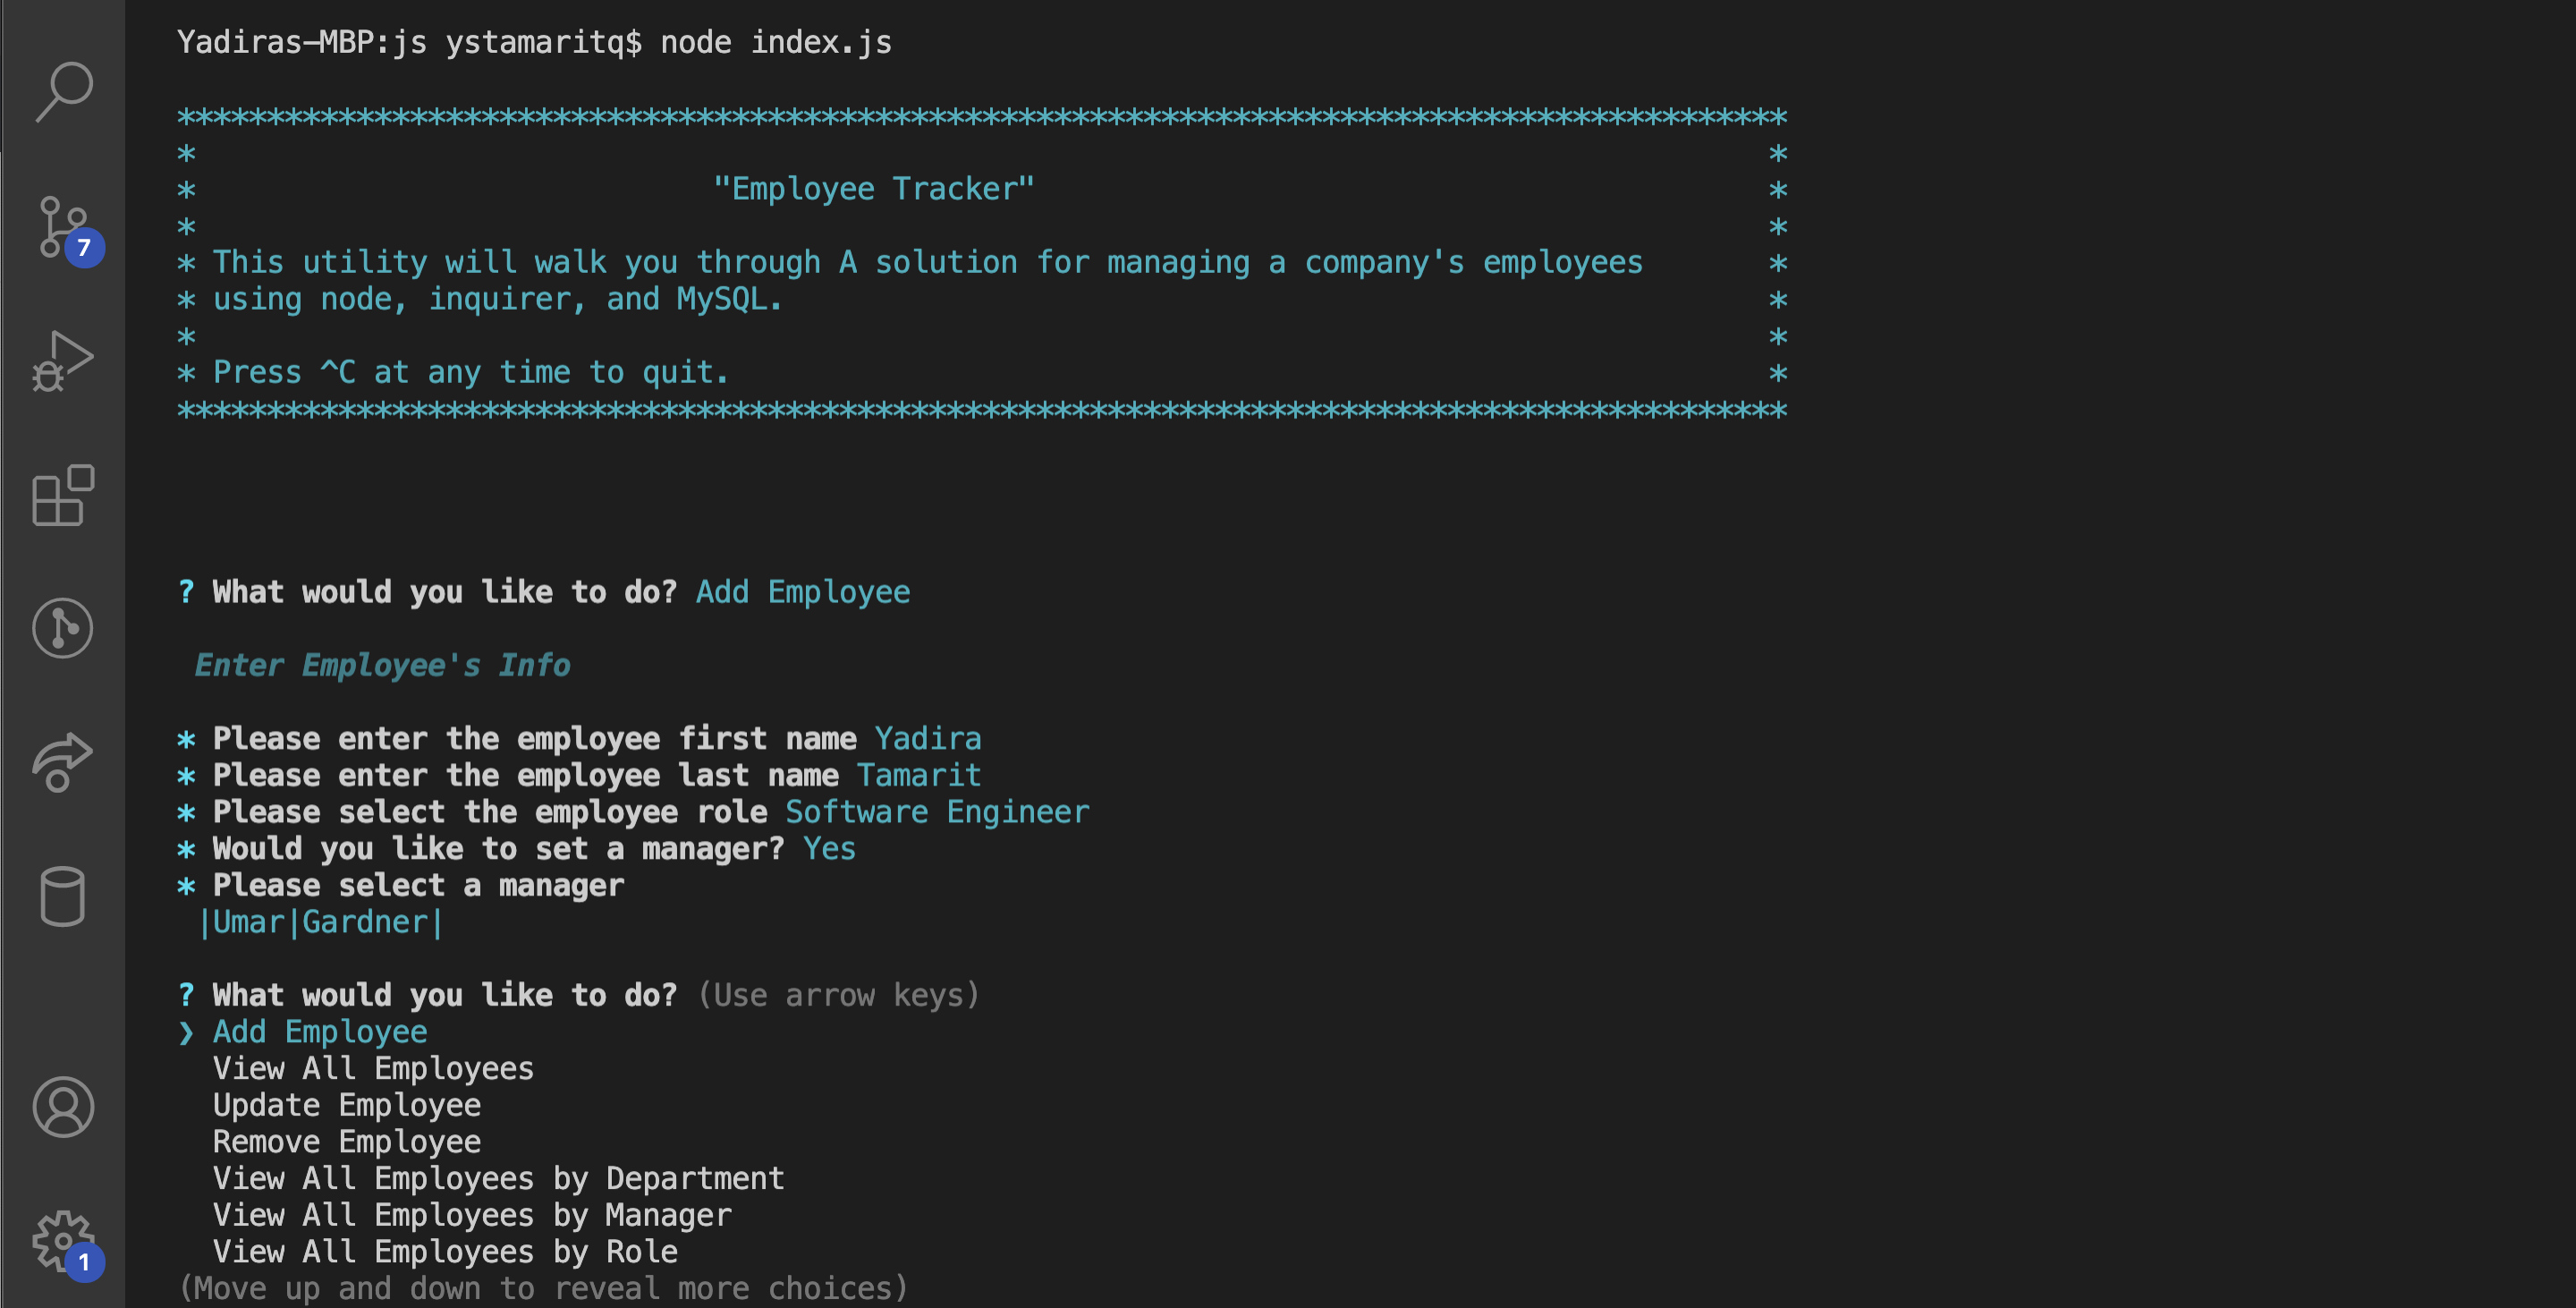 Yadiras-MBP:js ystamaritq$ node index.js
******************************************************************************************
* *
* "Employee Tracker" *
* *
* This utility will walk you through A solution for managing a company's employees *
* using node, inquirer, and MySQL. *
* *
* Press ^C at any time to quit. *
******************************************************************************************
? What would you like to do? Add Employee
Enter Employee's Info
* Please enter the employee first name Yadira
* Please enter the employee last name Tamarit
* Please select the employee role Software Engineer
* Would you like to set a manager? Yes
* Please select a manager
|Umar|Gardner|
? What would you like to do? (Use arrow keys)
❯ Add Employee
View All Employees
Update Employee
Remove Employee
View All Employees by Department
View All Employees by Manager
View All Employees by Role
(Move up and down to reveal more choices)
7
1